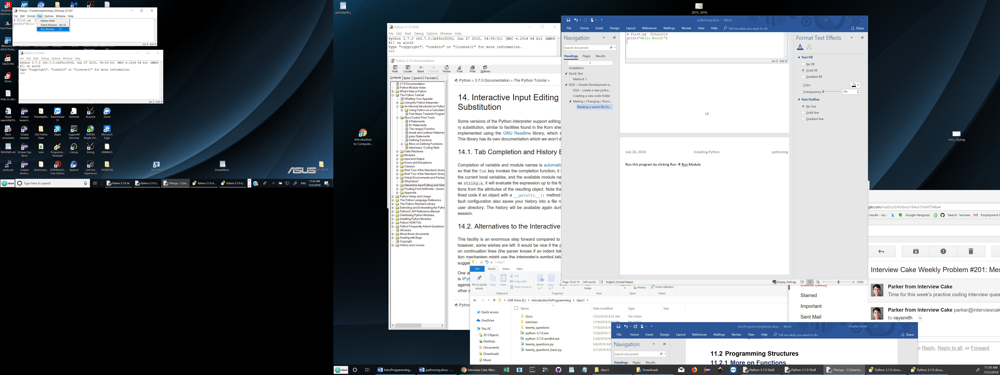 Bitdefen...
Antivirus F...
YearThreeA
Welcome to
ASUS Produ...
SpyZooka
IDrive
snap_to_squ...
*first.py - C:\Users\raysm\class_2\first.py (3.7.0)*
File Edit Format Run Options Window Help
# first.py 2
print("Hello
Python Shell
Check Module Alt+X
Run Module F5
Ln: 3 Col: 0
Python 3.7.0 Shell
File Edit Shell Debug Options Window Help
Python 3.7.0 (v3.7.0:1bf9cc5093, Jun 27 2018, 04:59:51) [MSC v.1914 64 bit (AMD6
4)] on win32
Type "copyright", "credits" or "license()" for more information.
>>>
Ln: 3 Col: 4
Skype
raysmith619...
Eclipse
Javascri...
ThursdayNi...
TeamViewer
13
Evernote
XLaunch
Zoom
Revo
Uninstaller
Eclipse
Installer
Old Firefox
Data
Skype
Cygwin64
Terminal
NVIDIA
Nsight HU...
Microsoft
Edge
README.md
Eclipse Cpp
Neon
Jobs
Programm...
Notepad
cree.py
Xming
ANIMALS
putty.exe
Eclipse
Androi...
BwSetup.ly...
SUPERAntiS...
Free Edition
Appium
GeForce
Experience
DISNEY08
bash.exe
SimpleMod...
ASUS
OLD_STUFF
Start
Type here to search
Python 3.7.0 Sh
Python 3.7.0 S...
*first.py - C:\Us...
Python 3.7.0 d...
Python 3.7.0 d...
ENG
11:26 AM
7/25/2018
pickdepth.j
Introduction
to Compute...
2015, 2016
mvc_cd.png
Python 3.7.0 Shell
File Edit Shell Debug Options Window Help
Python 3.7.0 (v3.7.0:1bf9cc5093, Jun 27 2018, 04:59:51) [MSC v.1914 64 bit (AMD6
4)] on win32
Type "copyright", "credits" or "license()" for more information.
>>>
Python 3.7.0 documentation
Hide Locate Back Forward Home Font Print Options
Contents Index Search Favorites
3.7.0 Documentation
Python Module Index
What's New in Python
The Python Tutorial
Whetting Your Appetite
Using the Python Interpreter
An Informal Introduction to Python
Using Python as a Calculator
First Steps Towards Program
More Control Flow Tools
if Statements
for Statements
The range() Function
break and continue Statemer
pass Statements
Defining Functions
More on Defining Functions
Intermezzo: Coding Style
Data Structures
Modules
Input and Output
Errors and Exceptions
Classes
Brief Tour of the Standard Library
Brief Tour of the Standard Library
Virtual Environments and Packag
What Now?
Interactive Input Editing and Histo
Floating Point Arithmetic: Issues
Appendix
Python Setup and Usage
The Python Language Reference
The Python Standard Library
Extending and Embedding the Pytho
Python/C API Reference Manual
Distributing Python Modules
Installing Python Modules
Python HOWTOs
Python Frequently Asked Questions
Glossary
About these documents
Dealing with Bugs
Copyright
History and License
Python » 3.7.0 Documentation » The Python Tutorial »
14. Interactive Input Editing
Substitution
Some versions of the Python interpreter support editing
ry substitution, similar to facilities found in the Korn she
implemented using the GNU Readline library, which s
This library has its own documentation which we won't d
14.1. Tab Completion and History E
Completion of variable and module names is automatic
so that the Tab key invokes the completion function; it l
the current local variables, and the available module na
as string.a, it will evaluate the expression up to the fi
tions from the attributes of the resulting object. Note tha
fined code if an object with a __getattr__() method
fault configuration also saves your history into a file n
user directory. The history will be available again duri
session.
14.2. Alternatives to the Interactive
This facility is an enormous step forward compared to
however, some wishes are left: It would be nice if the p
on continuation lines (the parser knows if an indent tok
tion mechanism might use the interpreter's symbol tab
sugges
One al
is IPyt
ageme
other s
Python
pythonorg.docx - Word
File Home Insert Design Layout References Mailings Review View Help Tell me what you want to do Share
Navigation
Search document
Headings Pages Results
Installation
Quick Test
Method 1:
IDLE – Simple Development a...
IDLE – create a new pytho...
Creating a new code folder
Making / Changing / Runn...
Reading a saved file for...
# first.py 25Jul2018
print("Hello World!")
Ln: 3 Col: 0
18
July 20, 2018 Installing Python pythonorg
Run this program by clicking Run → Run Module
Format Text Effects
Text Fill
No fill
Solid fill
Gradient fill
Color
Transparency 0%
Text Outline
No line
Solid line
Gradient line
Page 19 of 19 369 words English (United States) Display Settings 100%
class1
File Home Share View
Pin to Quick
access
Copy
Paste
Cut
Copy path
Paste shortcut
Move
to
Copy
to
folder
History
Invert selection
Clipboard Organize New Open Select
USB Drive (E:) > IntroductionToProgramming > class1 >
Name Date modified Type Size
Quick access
OneDrive
This PC
3D Objects
Desktop
Documents
Downloads
Music
Docs 7/23/2018 9:22 AM File folder
exercises 7/19/2018 9:50 PM File folder
twenty_questions 7/19/2018 9:
python-3.7.0.exe 7/24/2018 1:
python-3.7.0-amd64.exe 7/20/2018 9:
twenty_questions.py 5/8/2018 6:0
twenty_questions_basic.py 5/7/2018 9:5
IntroProgrammingNotes.docx - Word Charles Smith
File Home Insert Design Layout References Mailings Review View Help Tell me what you want to do Share
Navigation
Search document
Headings Pages Results
11.2 Programming Structures
11.2.1 More on Functions
gle.com/mail/u/0/#inbox/164ce17e607546a4
results - rays
Google Hangouts
Search · hecman
Employment
Interview Cake Weekly Problem #201: Mes
Inbox (405)
Starred
Important
Sent Mail
Parker from Interview Cake
Time for this week's practice coding interview ques
Parker from Interview Cake parker@interviewcak
to raysmith
o Reply, Reply to all, or Forward
Start
IntroProgramming...
pythonorg.docx - ...
Interview Cake Wee...
class1
Downloads
Python 3.7.0 Shell
Python 3.7.0 Shell
*first.py - C:\Users\r...
Python 3.7.0 docu...
Python 3.7.0 docu...
11:26 AM
7/25/2018